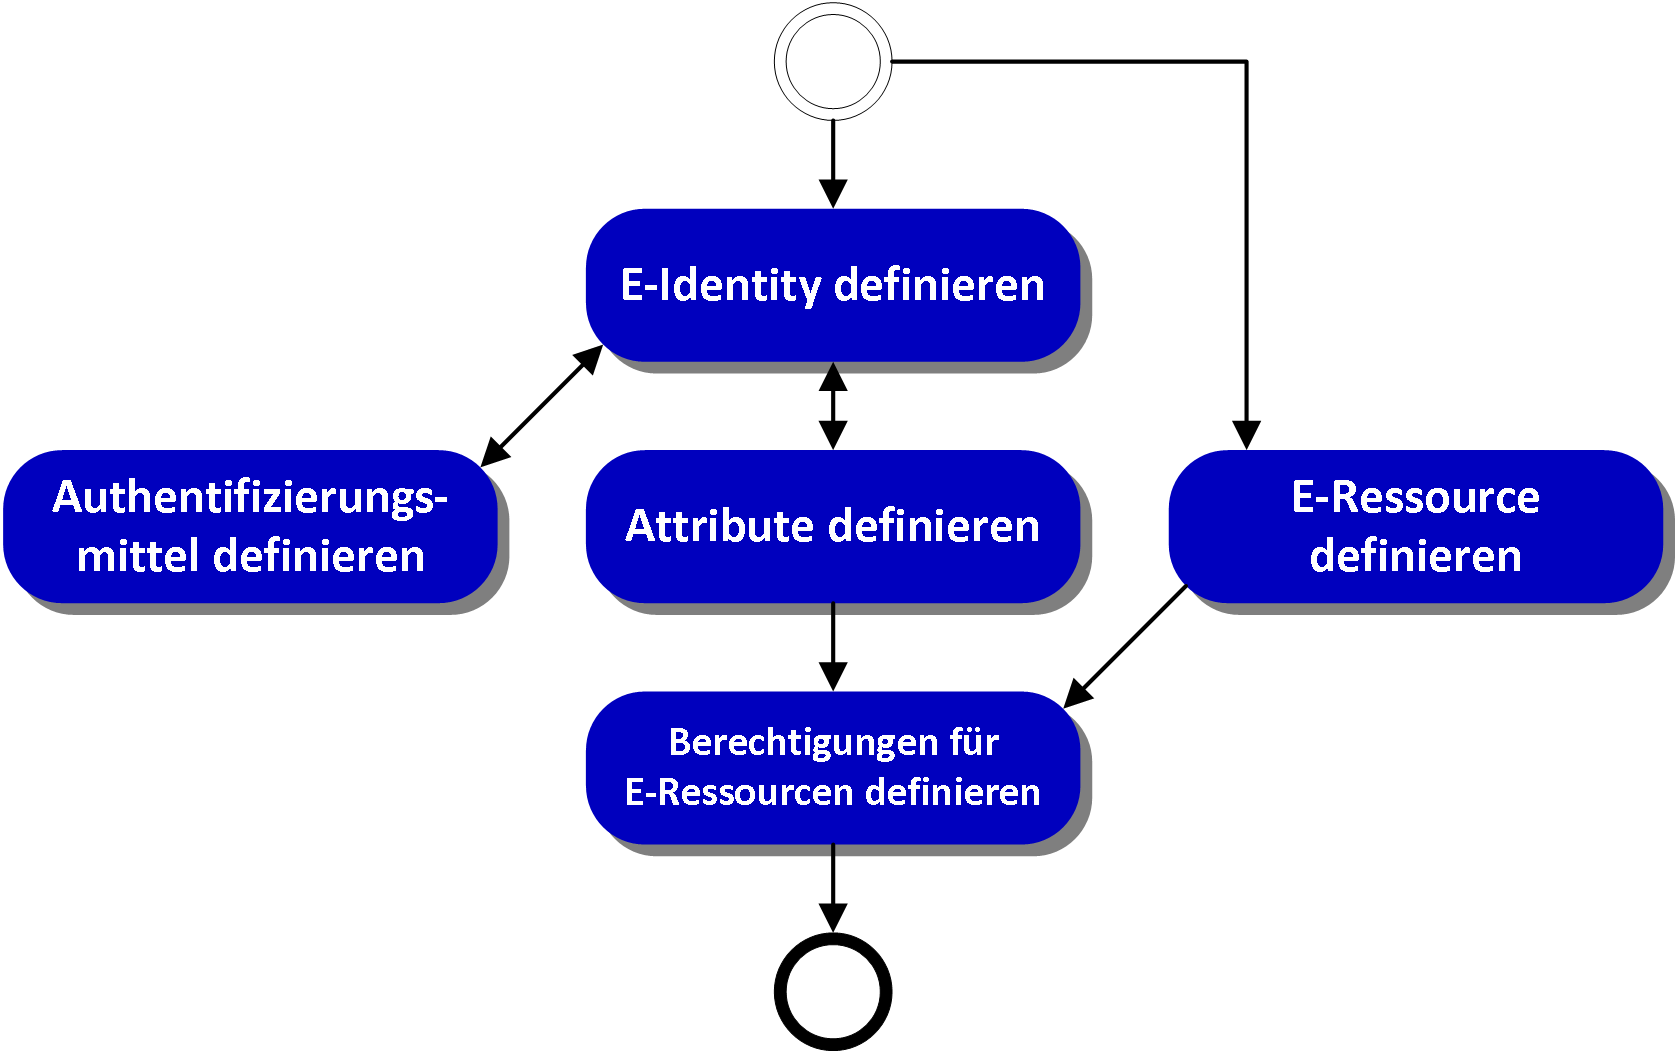 E-Identity definieren
Authentifizierungs-
mittel definieren
Attribute definieren
E-Ressource
definieren
Berechtigungen für
E-Ressourcen definieren